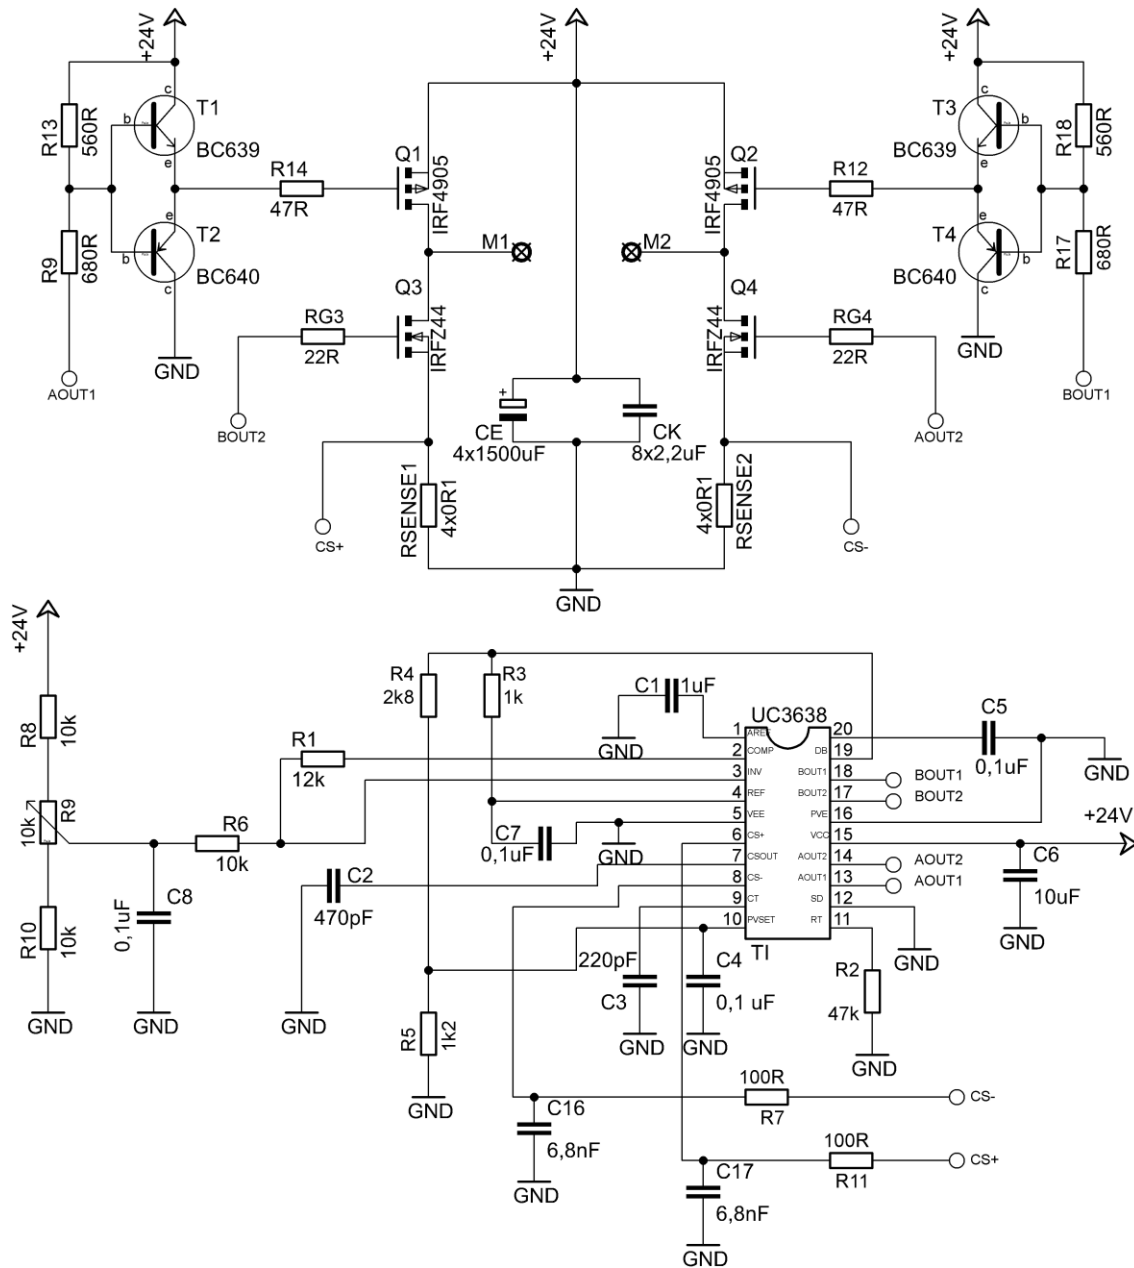 +24V
+24V
+24V
c
c
R13
560R
b
T1
BC639
e
T3
BC639
b
e
R18
560R
Q1
IRF4905
Q2
IRF4905
R14
47R
R12
47R
e
T2
BC640
b
c
e
T4
BC640
b
c
R9
680R
R17
680R
M1
M2
Q3
IRFZ44
Q4
IRFZ44
RG3
22R
RG4
22R
GND
GND
AOUT1
BOUT1
BOUT2
AOUT2
+
CE
4x1500uF
CK
8x2,2uF
RSENSE1
4x0R1
4x0R1
RSENSE2
CS+
CS-
GND
+24V
R4
2k8
R3
1k
C1
1uF
UC3638
C5
0,1uF
GND
GND
R8
10k
R1
12k
1 AREF
2 COMP
3 INV
4 REF
5 VEE
6 CS+
7 CSOUT
8 CS-
9 CT
10 PVSET
20
DB 19
BOUT1 18
BOUT2 17
PVE 16
VCC 15
AOUT2 14
AOUT1 13
SD 12
RT 11
TI
BOUT1
BOUT2
AOUT2
AOUT1
+24V
10k
R9
R6
10k
C7
0,1uF
GND
C6
10uF
GND
C2
470pF
C8
0,1uF
R10
10k
220pF
C3
C4
0,1 uF
R2
47k
GND
GND
GND
GND
R5
1k2
GND
GND
GND
GND
100R
R7
CS-
C16
6,8nF
100R
R11
CS+
GND
C17
6,8nF
GND